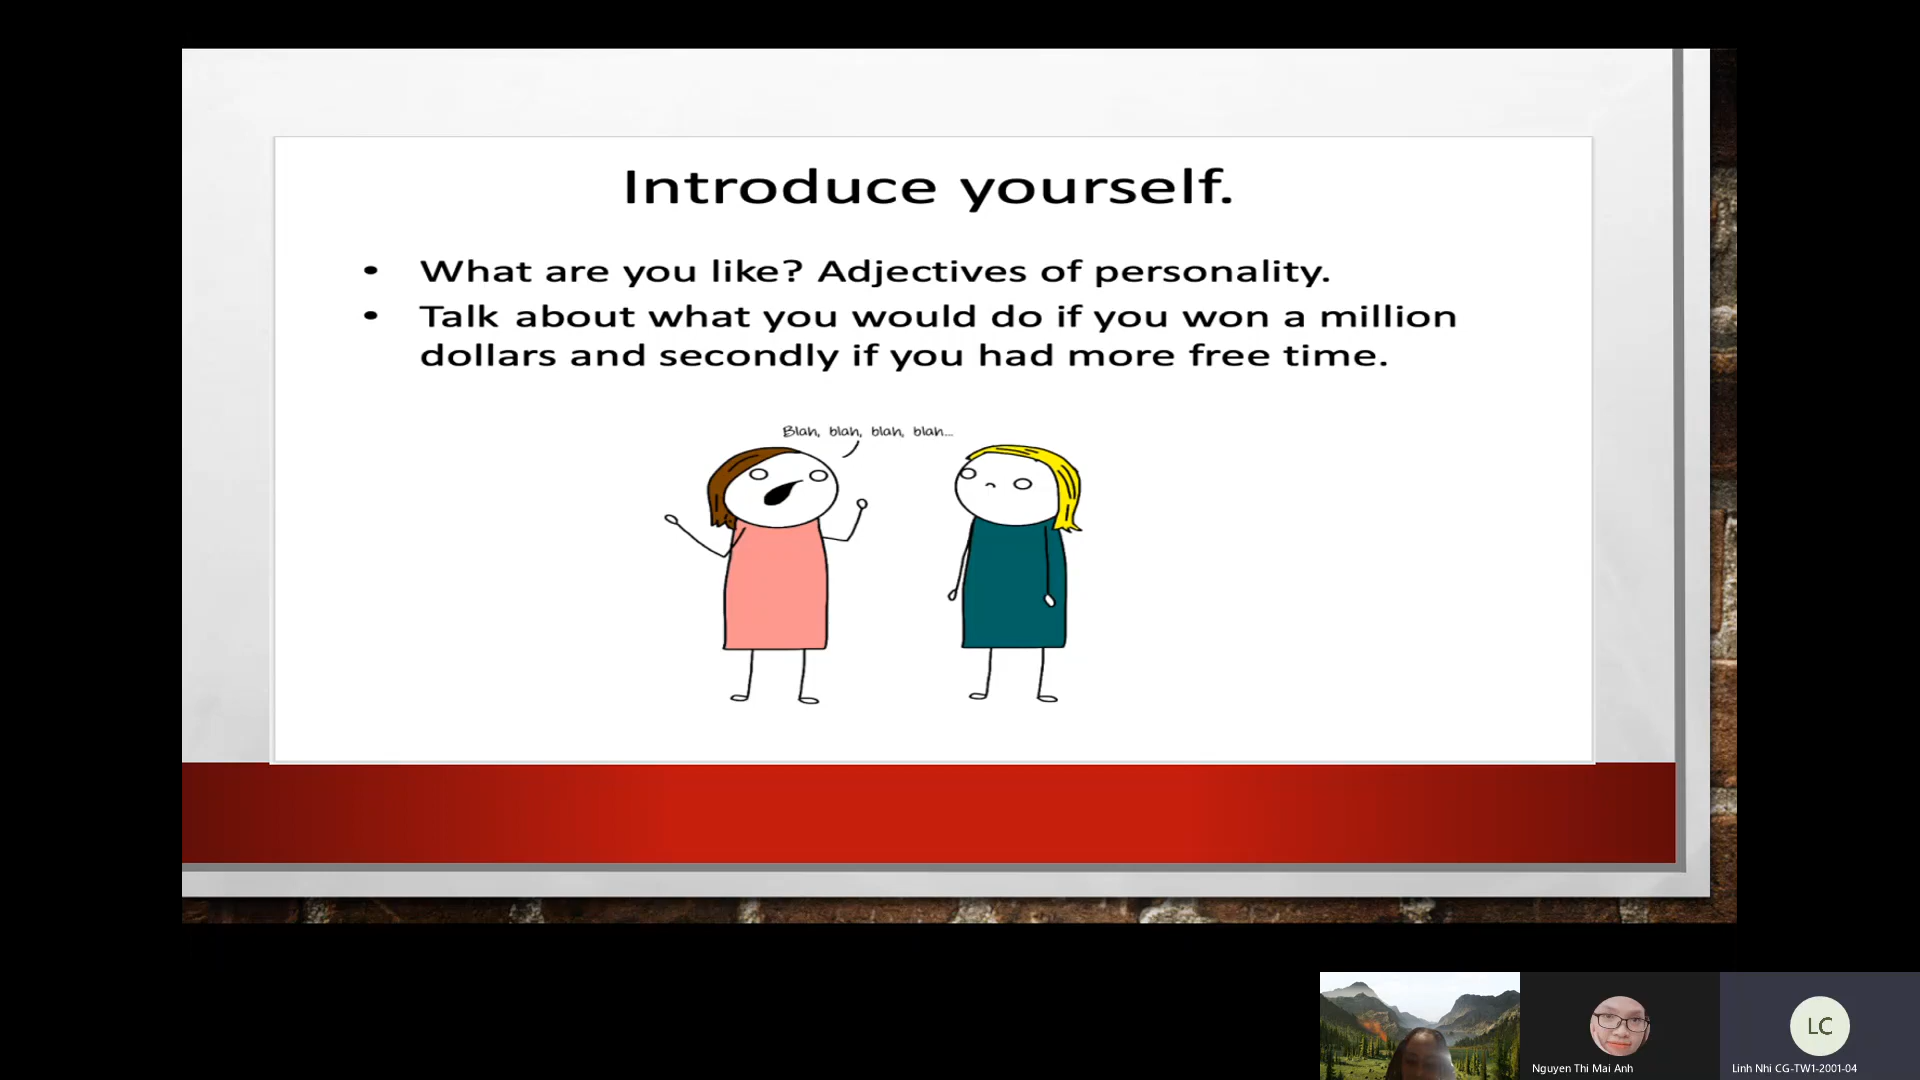 Introduce yourself.
• What are you like? Adjectives of personality.
• Talk about what you would do if you won a million
dollars and secondly if you had more free time.
Blah, blah, blah, blah...
Nguyen Thi Mai Anh
LC
Linh Nhi CG-TW1-2001-04